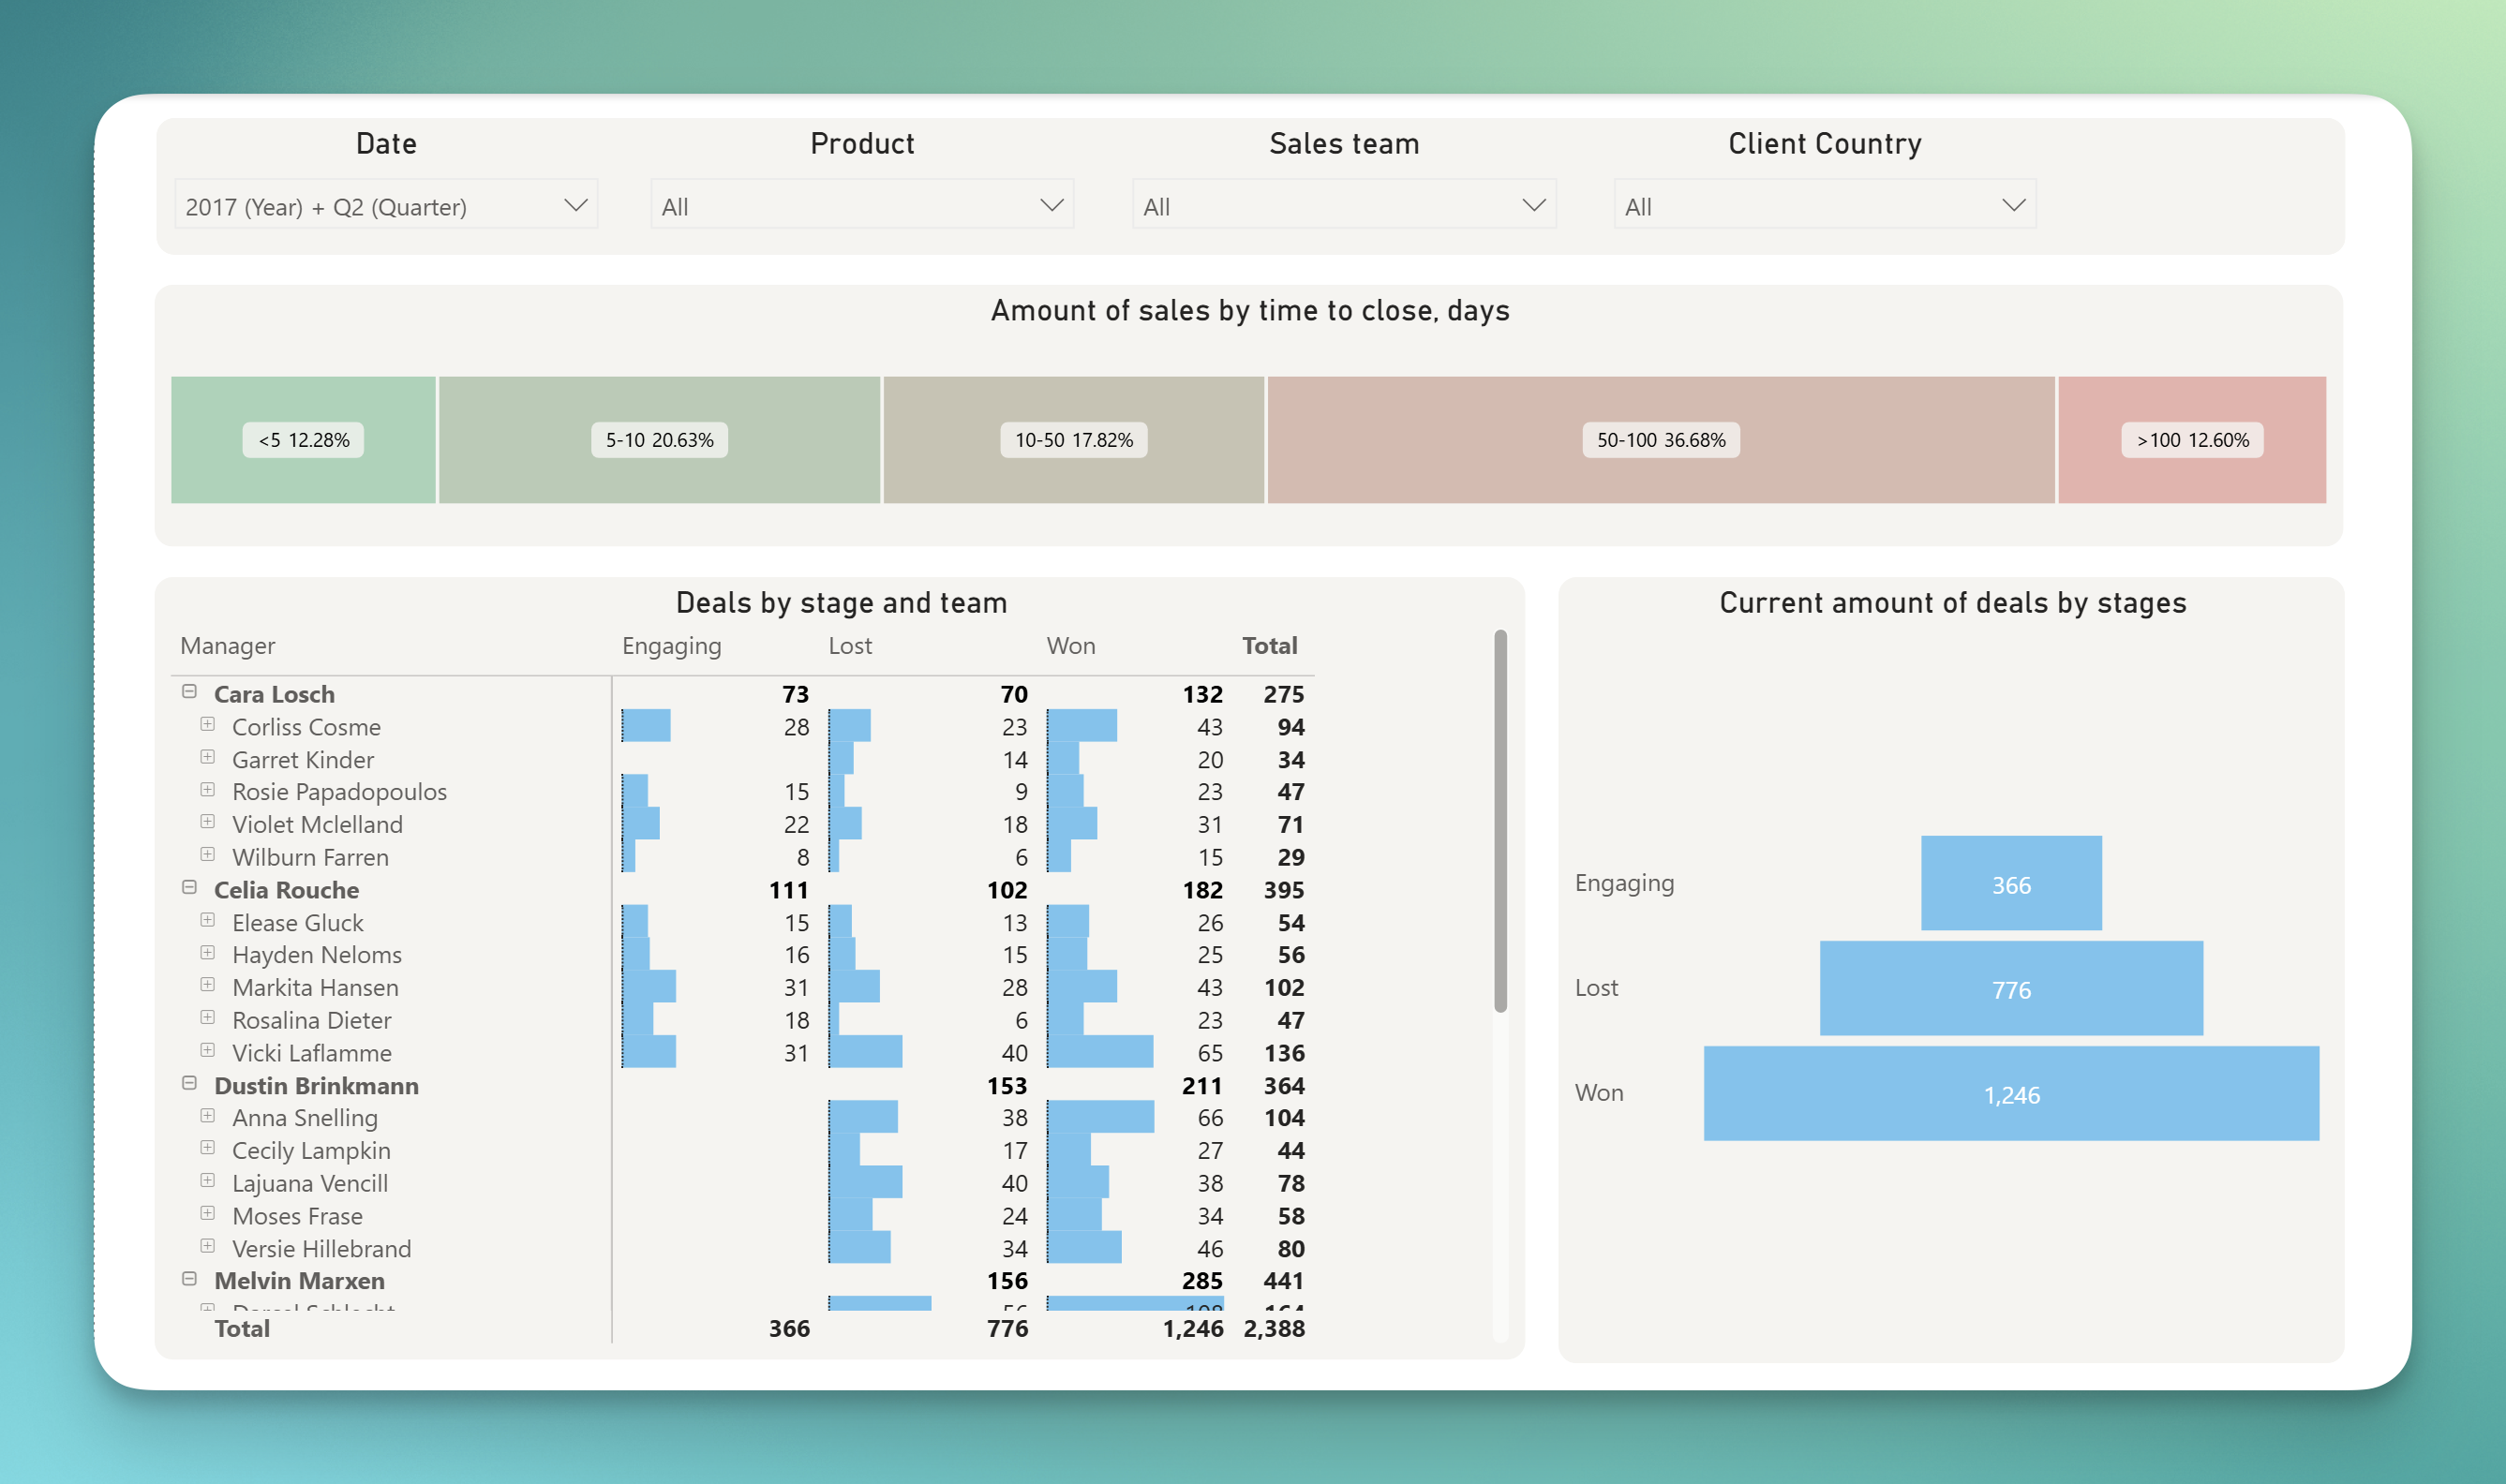 Date Product Sales team Client Country
2017 (Year) + Q2 (Quarter) All All All
Amount of sales by time to close, days
<5 12.28% 5-10 20.63% 10-50 17.82% 50-100 36.68% >100 12.60%
Deals by stage and team
Manager Engaging Lost Won Total
Cara Losch 73 70 132 275
Corliss Cosme 28 23 43 94
Garret Kinder 14 20 34
Rosie Papadopoulos 15 9 23 47
Violet Mclelland 22 18 31 71
Wilburn Farren 8 6 15 29
Celia Rouche 111 102 182 395
Elease Gluck 15 13 26 54
Hayden Neloms 16 15 25 56
Markita Hansen 31 28 43 102
Rosalina Dieter 18 6 23 47
Vicki Laflamme 31 40 65 136
Dustin Brinkmann 153 211 364
Anna Snelling 38 66 104
Cecily Lampkin 17 27 44
Lajuana Vencill 40 38 78
Moses Frase 24 34 58
Versie Hillebrand 34 46 80
Melvin Marxen 156 285 441
Total 366 776 1,246 2,388
Current amount of deals by stages
Engaging 366
Lost 776
Won 1,246